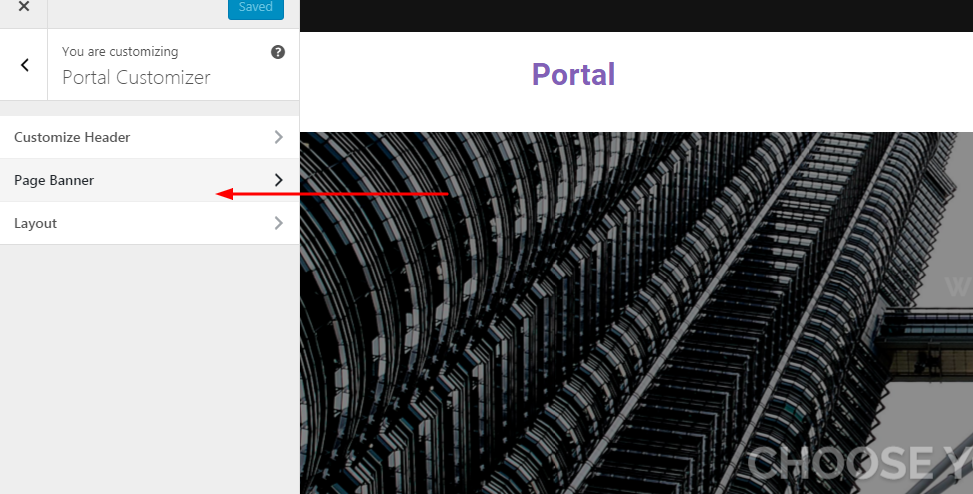 Saved
You are customizing
Portal Customizer
Customize Header
Page Banner
Layout
Portal
W
CHOOSE Y